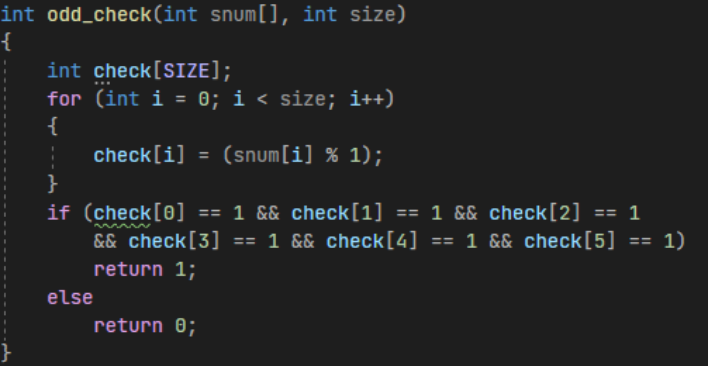 int odd_check(int snum[], int size)
{
    int check[SIZE];
    for (int i = 0; i < size; i++)
    {
        check[i] = (snum[i] % 1);
    }
    if (check[0] == 1 && check[1] == 1 && check[2] == 1
        && check[3] == 1 && check[4] == 1 && check[5] == 1)
        return 1;
    else
        return 0;
}